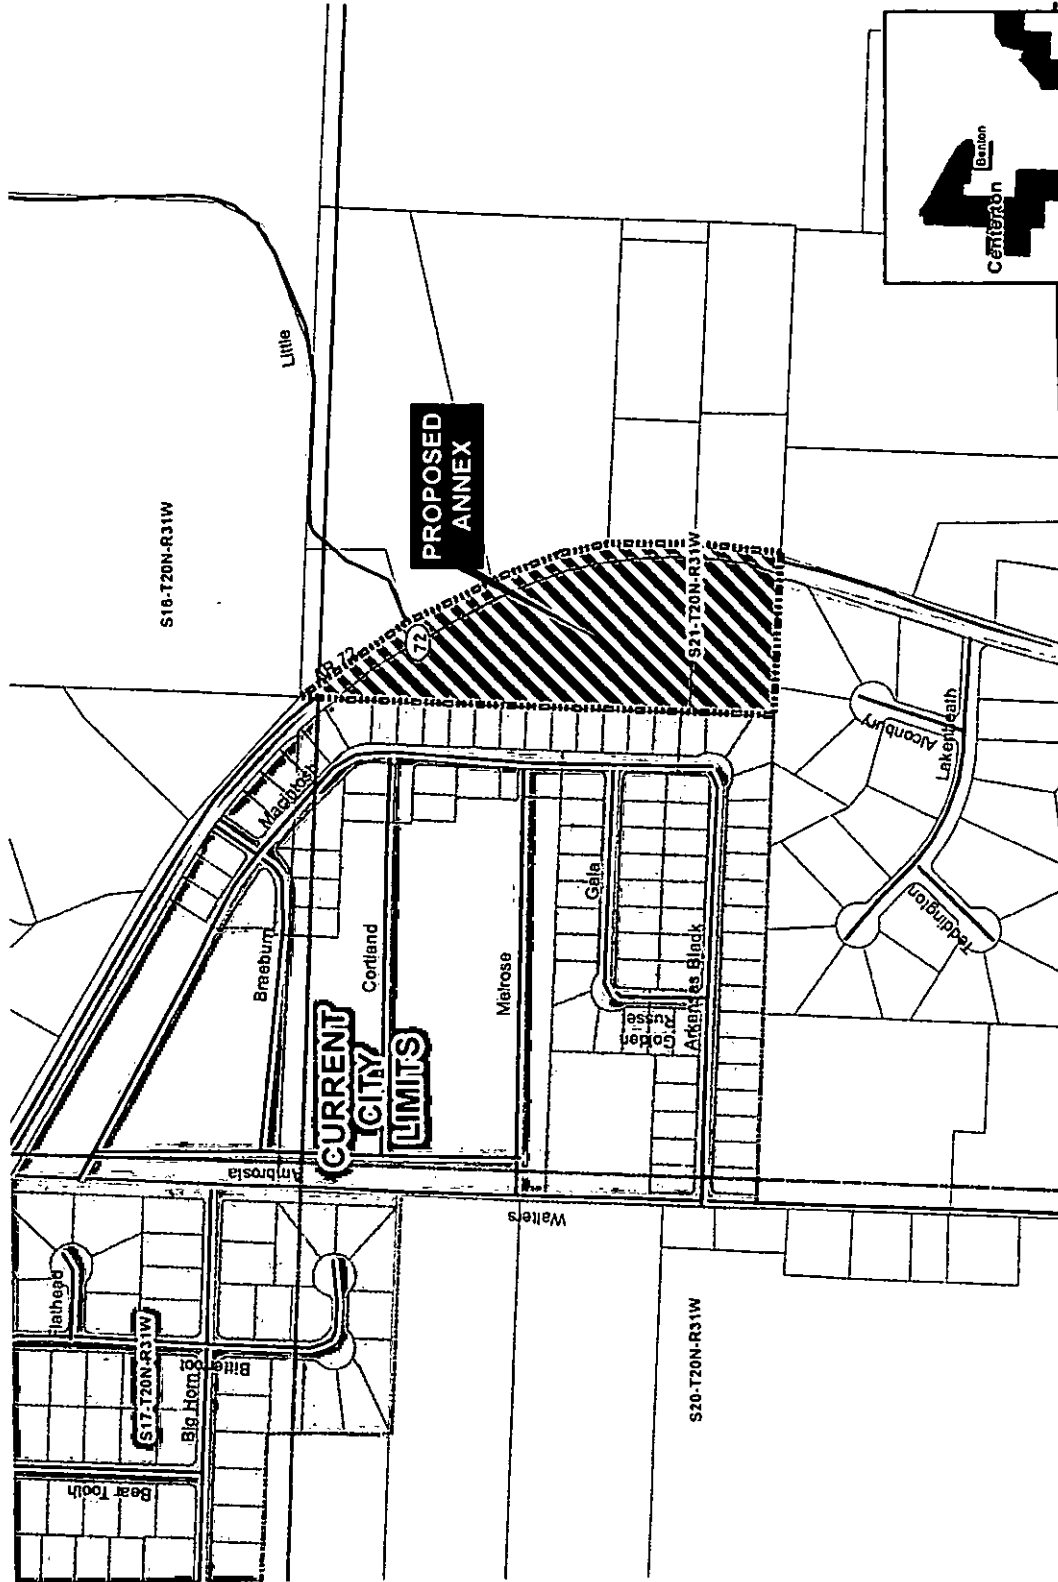 S16-T20N-R31W
Little
PROPOSED
ANNEX
AR 72
72
S21-T20N-R31W
Centerton
Benton
Macintosh
Braeburn
Cortland
Melrose
Gala
Golden
Russe
Arkansas Black
Alconbury
Lakenheath
Teddington
CURRENT
CITY
LIMITS
Ambrosia
Walters
lathead
S17-T20N-R31W
Big Horn
Bitterroot
Bear Tooth
S20-T20N-R31W